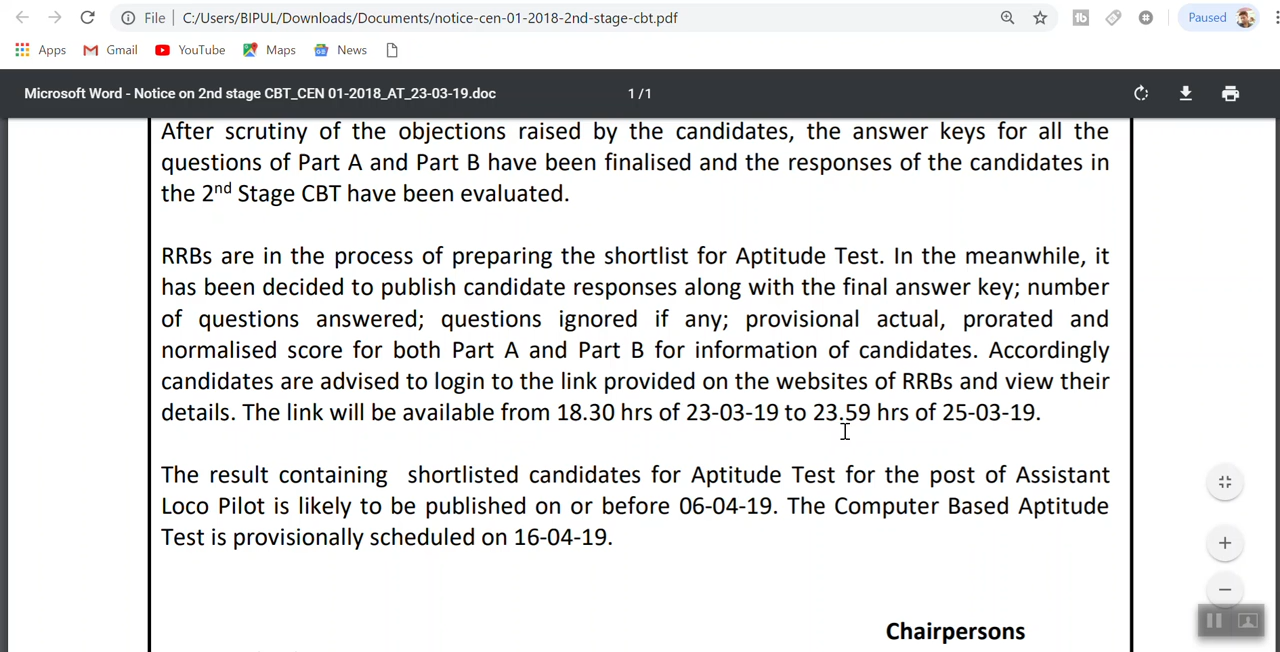 File C:/Users/BIPUL/Downloads/Documents/notice-cen-01-2018-2nd-stage-cbt.pdf Paused
Apps Gmail YouTube Maps News
Microsoft Word - Notice on 2nd stage CBT_CEN 01-2018_AT_23-03-19.doc 1 / 1
After scrutiny of the objections raised by the candidates, the answer keys for all the
questions of Part A and Part B have been finalised and the responses of the candidates in
the 2nd Stage CBT have been evaluated.
RRBs are in the process of preparing the shortlist for Aptitude Test. In the meanwhile, it
has been decided to publish candidate responses along with the final answer key; number
of questions answered; questions ignored if any; provisional actual, prorated and
normalised score for both Part A and Part B for information of candidates. Accordingly
candidates are advised to login to the link provided on the websites of RRBs and view their
details. The link will be available from 18.30 hrs of 23-03-19 to 23.59 hrs of 25-03-19.
The result containing shortlisted candidates for Aptitude Test for the post of Assistant
Loco Pilot is likely to be published on or before 06-04-19. The Computer Based Aptitude
Test is provisionally scheduled on 16-04-19.
Chairpersons